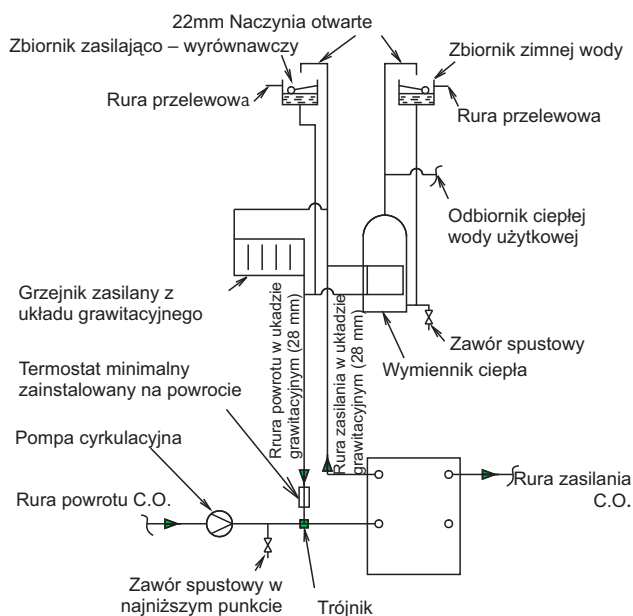 22mm Naczynia otwarte
Zbiornik zasilająco – wyrównawczy
Zbiornik zimnej wody
Rura przelewowa
Rura przelewowa
Odbiornik ciepłej
wody użytkowej
Grzejnik zasilany z
układu grawitacyjnego
Rrura powrotu w ukadzie
grawitacyjnym (28 mm)
Rura zasilania w układzie
grawitacyjnym (28 mm)
Zawór spustowy
Wymiennik ciepła
Termostat minimalny
zainstalowany na powrocie
Pompa cyrkulacyjna
Rura powrotu C.O.
Rura zasilania
C.O.
Zawór spustowy w
najniższym punkcie
Trójnik